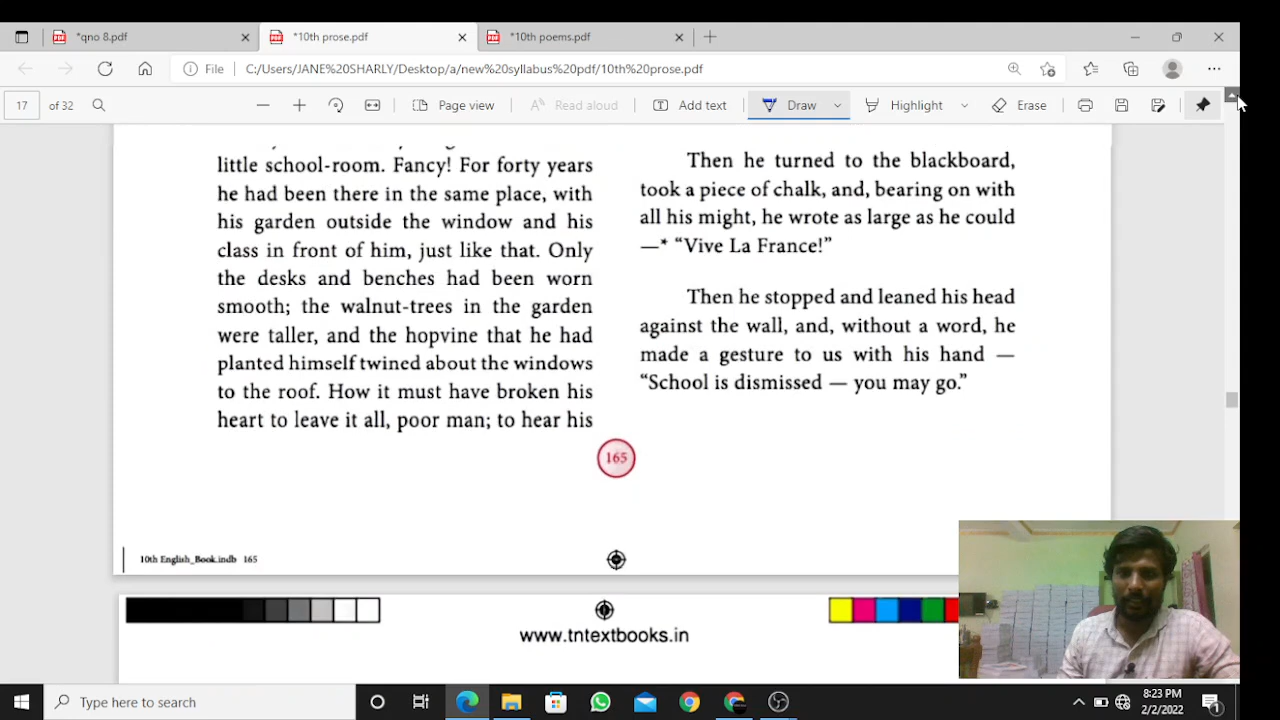 *qno 8.pdf
*10th prose.pdf
*10th poems.pdf
File
C:/Users/JANE%20SHARLY/Desktop/a/new%20syllabus%20pdf/10th%20prose.pdf
17 of 32
Page view
Read aloud
Add text
Draw
Highlight
Erase
little school-room. Fancy! For forty years
he had been there in the same place, with
his garden outside the window and his
class in front of him, just like that. Only
the desks and benches had been worn
smooth; the walnut-trees in the garden
were taller, and the hopvine that he had
planted himself twined about the windows
to the roof. How it must have broken his
heart to leave it all, poor man; to hear his
Then he turned to the blackboard,
took a piece of chalk, and, bearing on with
all his might, he wrote as large as he could
—* “Vive La France!”
Then he stopped and leaned his head
against the wall, and, without a word, he
made a gesture to us with his hand —
“School is dismissed — you may go.”
165
10th English_Book.indb 165
www.tntextbooks.in
Type here to search
8:23 PM
2/2/2022
1